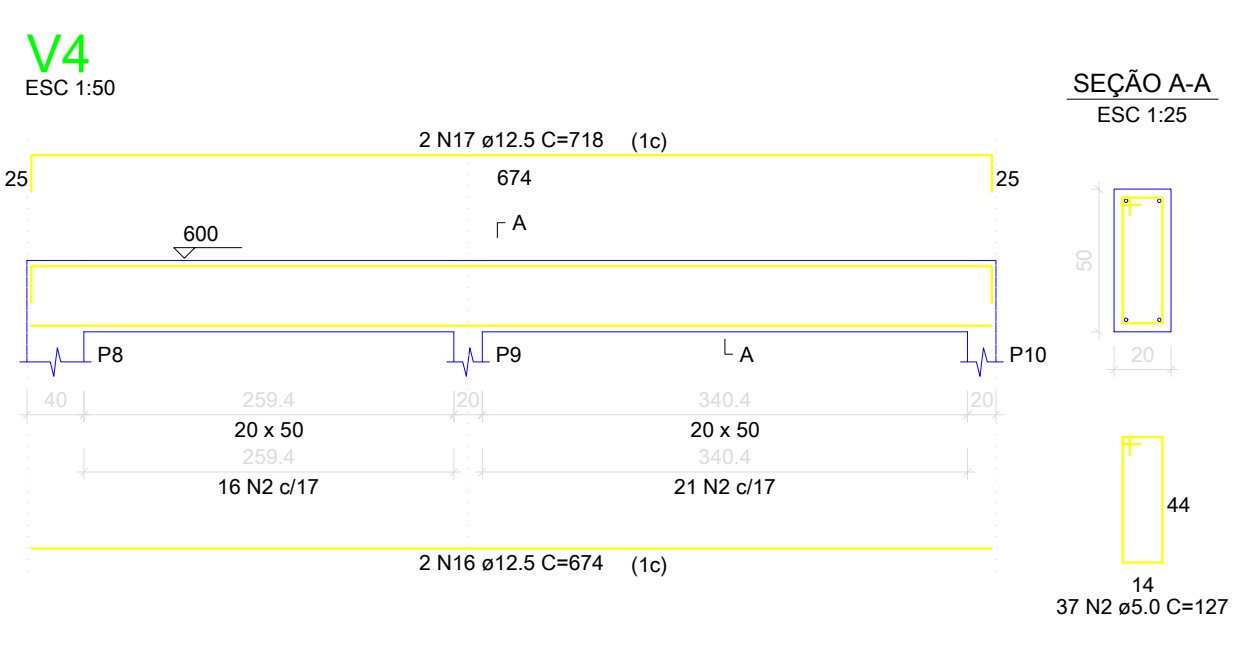 V4
ESC 1:50
SEÇÃO A-A
ESC 1:25
2 N17 ø12.5 C=718 (1c)
25
674
25
A
600
50
P8
P9
A
P10
20
40
259.4
20
340.4
20
20 x 50
20 x 50
259.4
340.4
16 N2 c/17
21 N2 c/17
44
2 N16 ø12.5 C=674 (1c)
14
37 N2 ø5.0 C=127